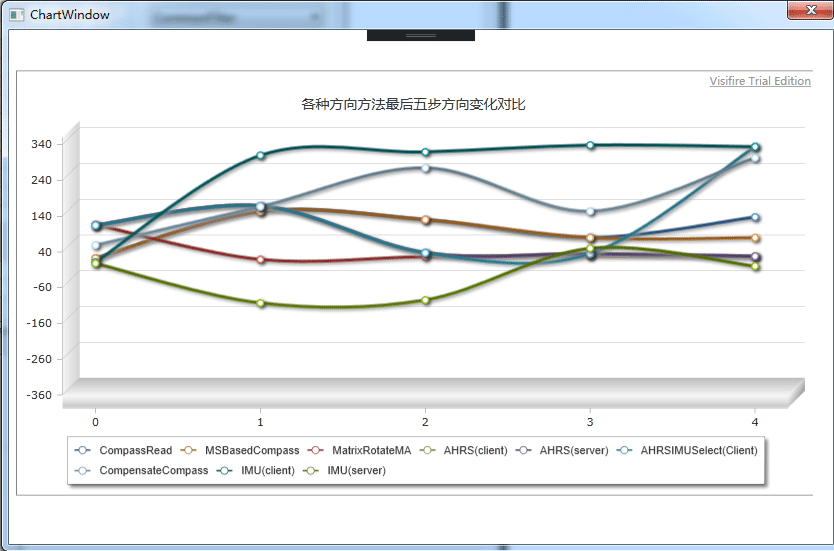 ChartWindow
Visifire Trial Edition
各种方向方法最后五步方向变化对比
340
240
140
40
-60
-160
-260
-360
0 1 2 3 4
CompassRead MSBasedCompass MatrixRotateMA AHRS(client) AHRS(server) AHRSIMUSelect(Client)
CompensateCompass IMU(client) IMU(server)